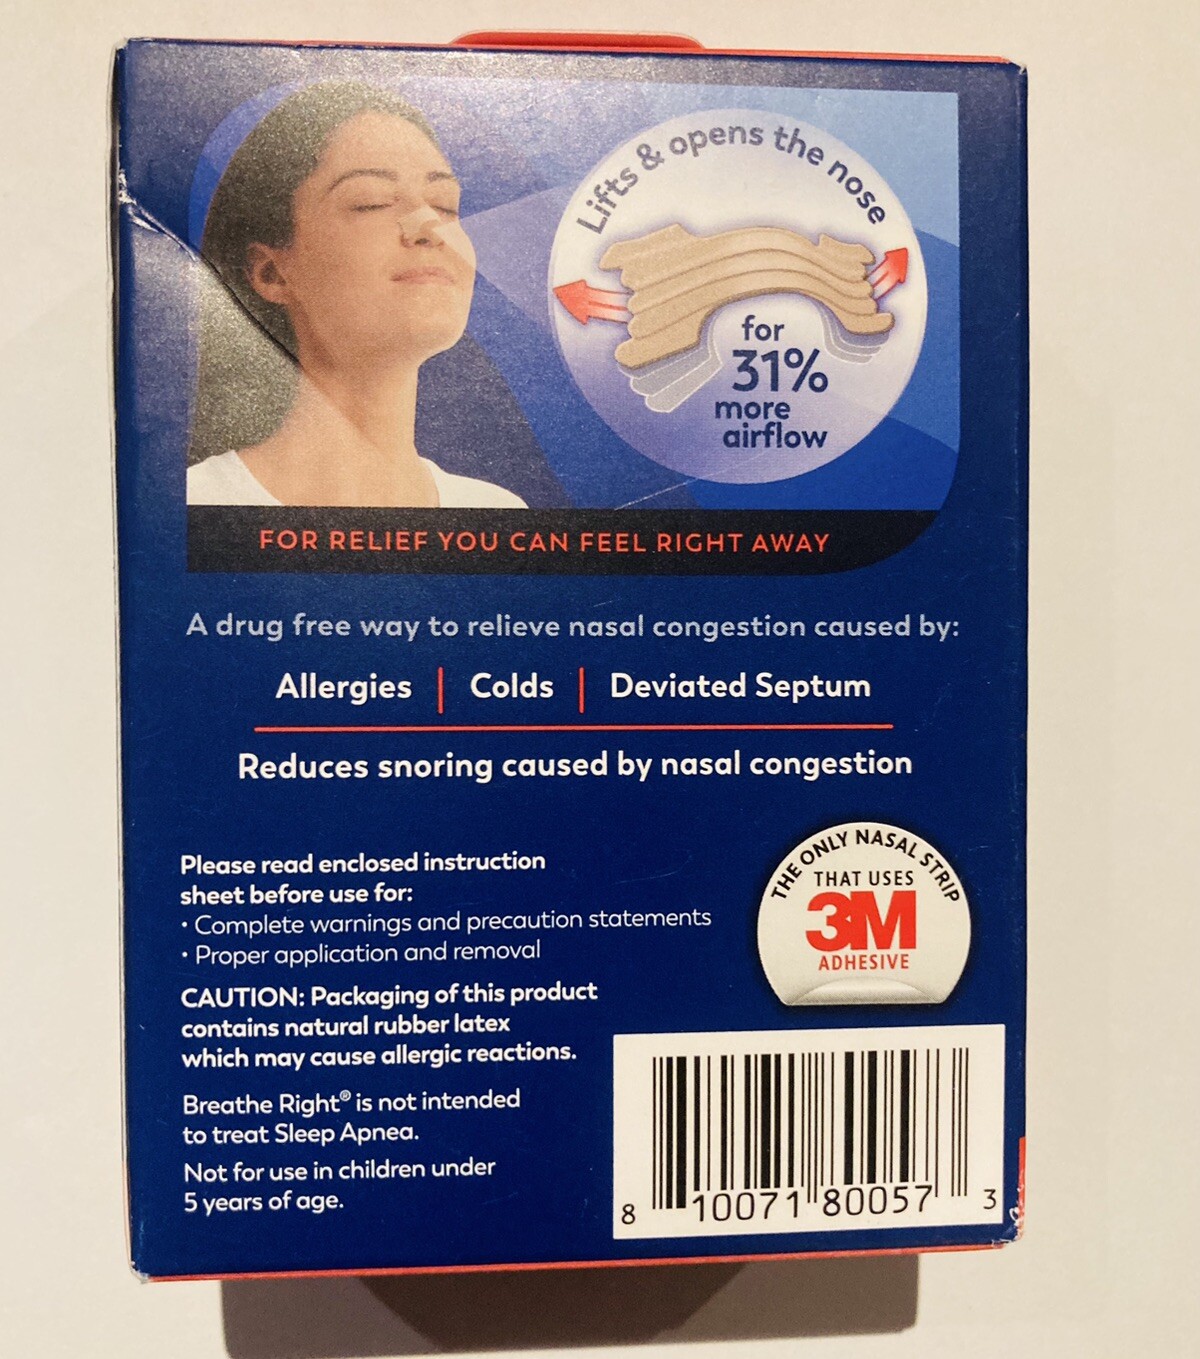 Lifts & opens the nose
for
31%
more
airflow
FOR RELIEF YOU CAN FEEL RIGHT AWAY
A drug free way to relieve nasal congestion caused by:
Allergies | Colds | Deviated Septum
Reduces snoring caused by nasal congestion
Please read enclosed instruction
sheet before use for:
· Complete warnings and precaution statements
· Proper application and removal
CAUTION: Packaging of this product
contains natural rubber latex
which may cause allergic reactions.
Breathe Right® is not intended
to treat Sleep Apnea.
Not for use in children under
5 years of age.
THE ONLY NASAL STRIP
THAT USES
3M
ADHESIVE
8 10071 80057 3